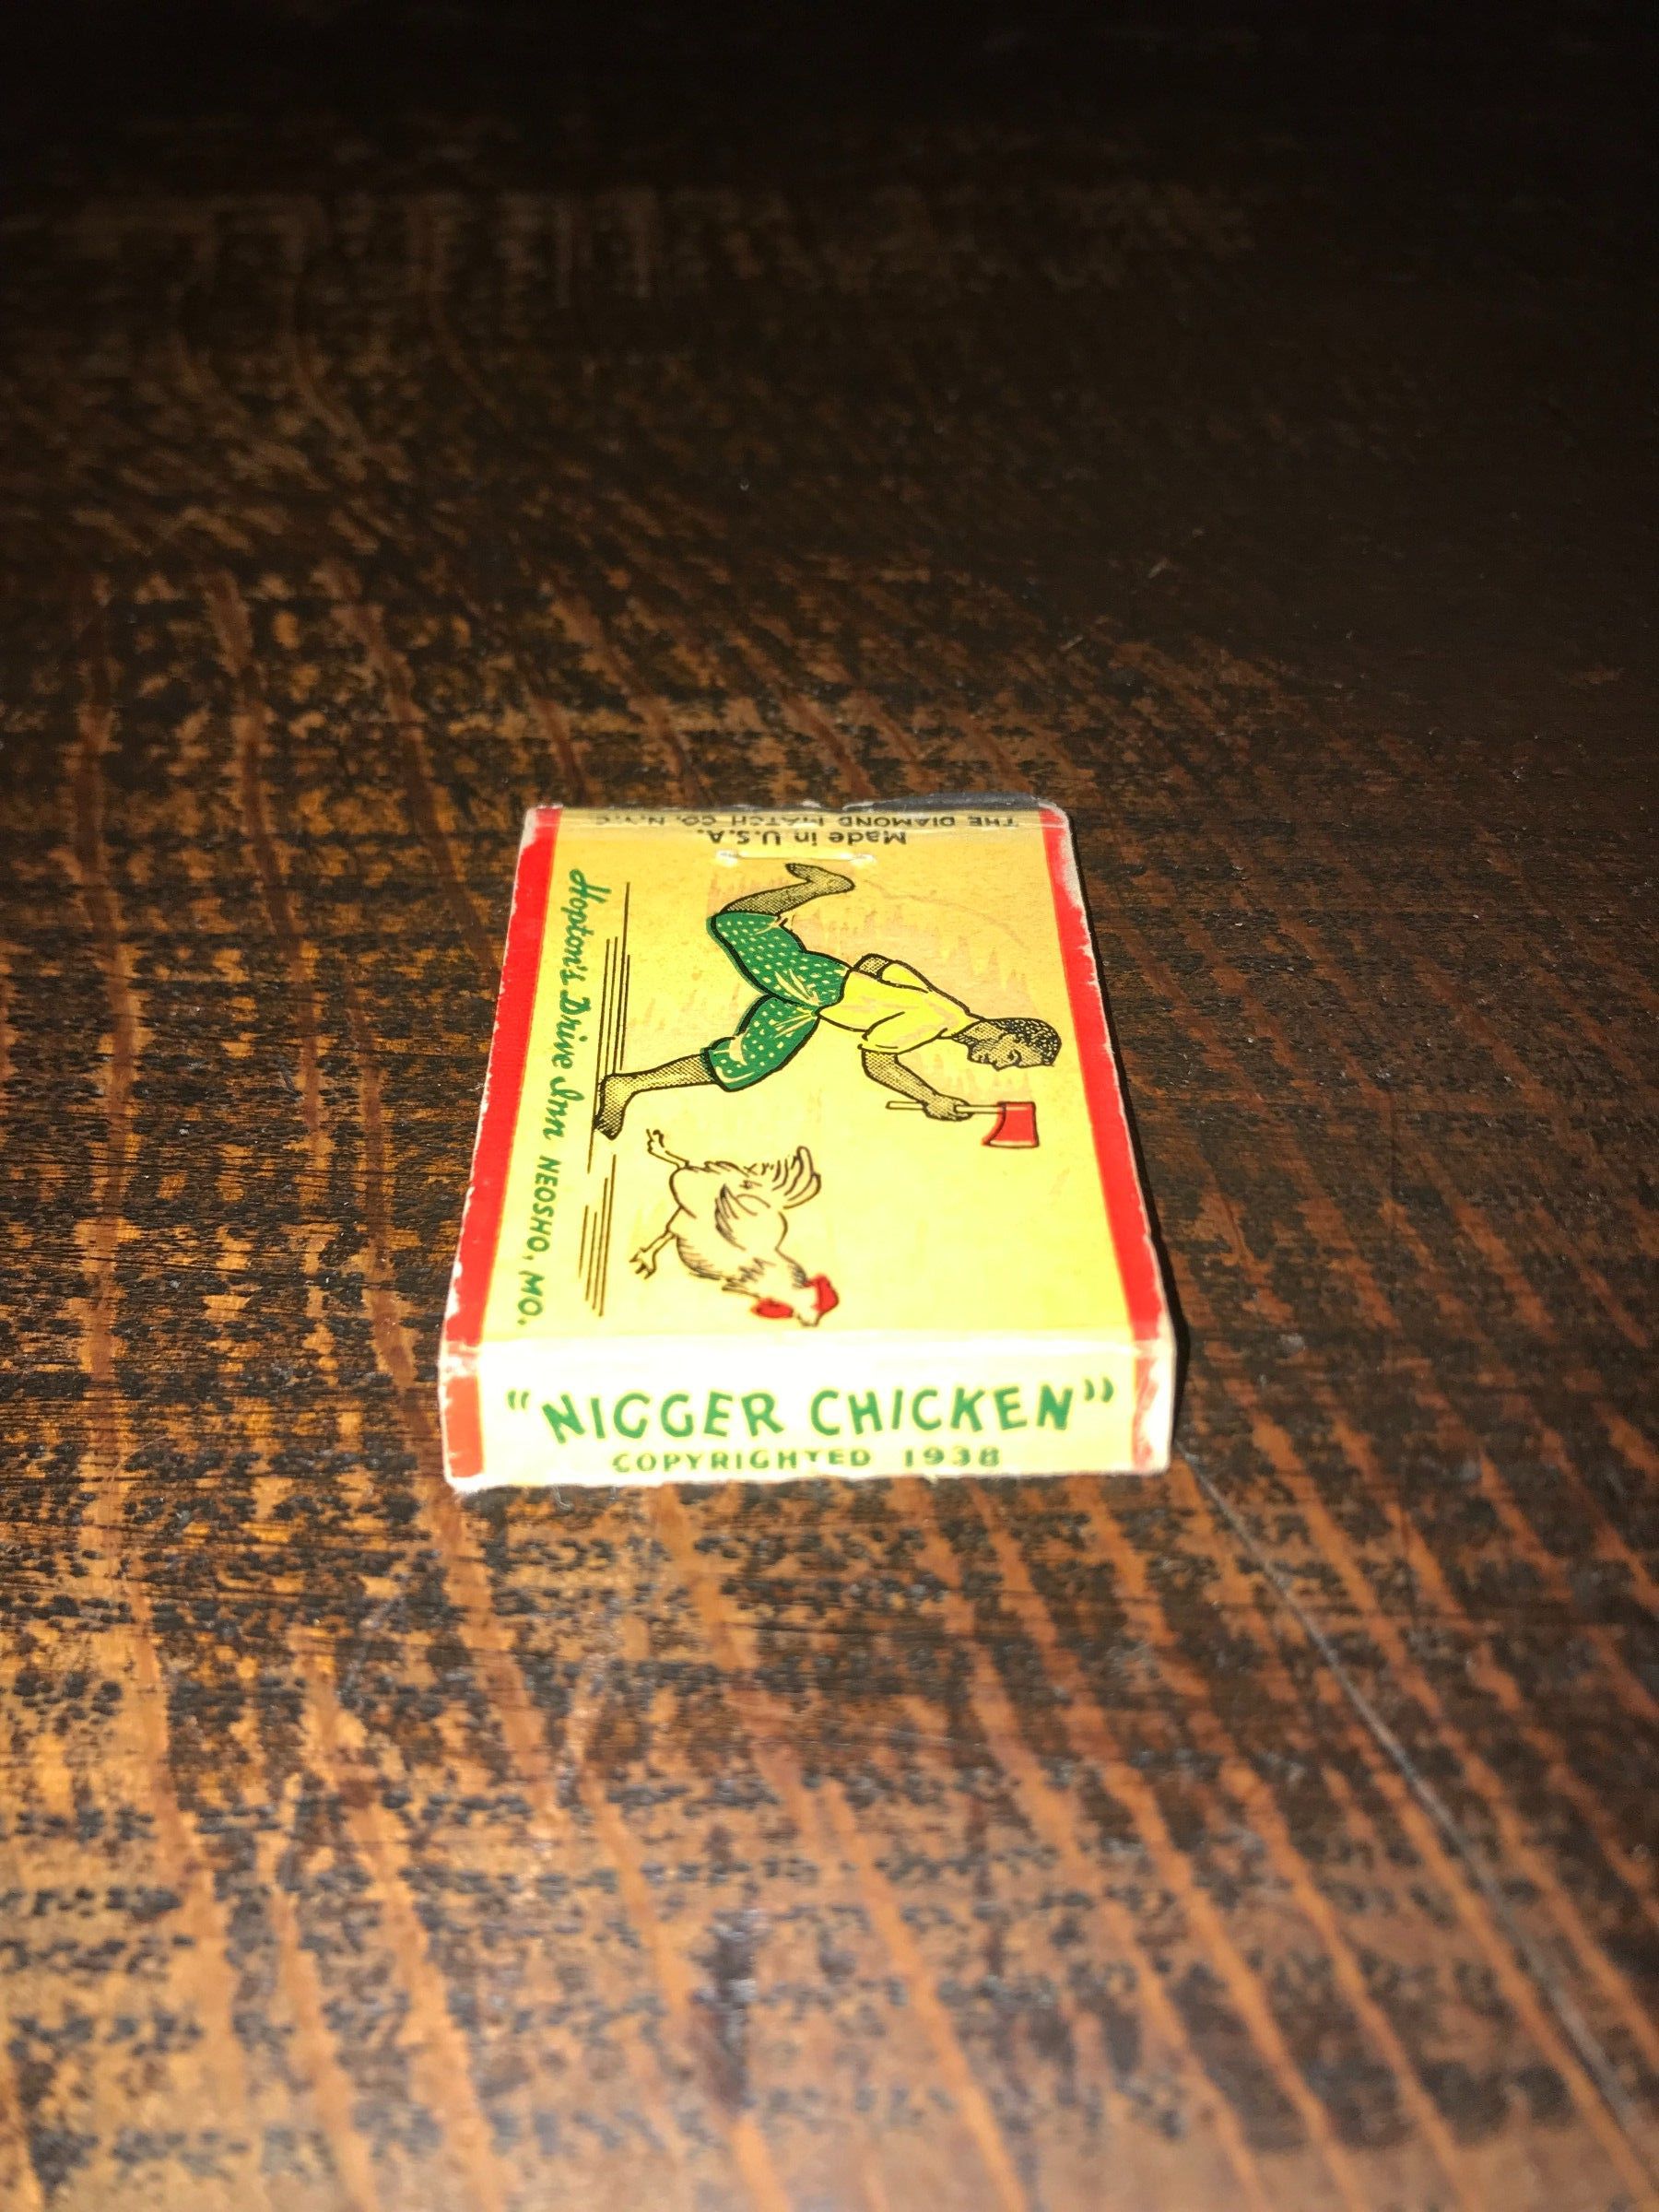 THE DIAMOND MATCH CO. N.Y.C.
Made in U.S.A.
Hopton's Drive Inn NEOSHO, MO.
"NIGGER CHICKEN"
COPYRIGHTED 1938